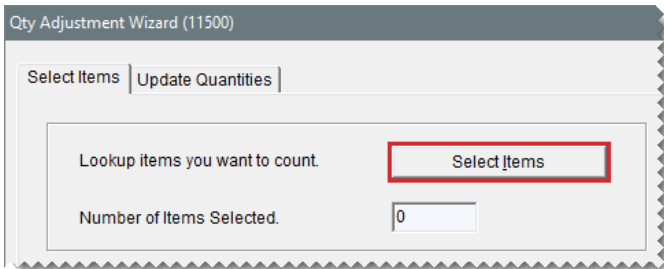 Qty Adjustment Wizard (11500)
Select Items Update Quantities
Lookup items you want to count. Select Items
Number of Items Selected. 0